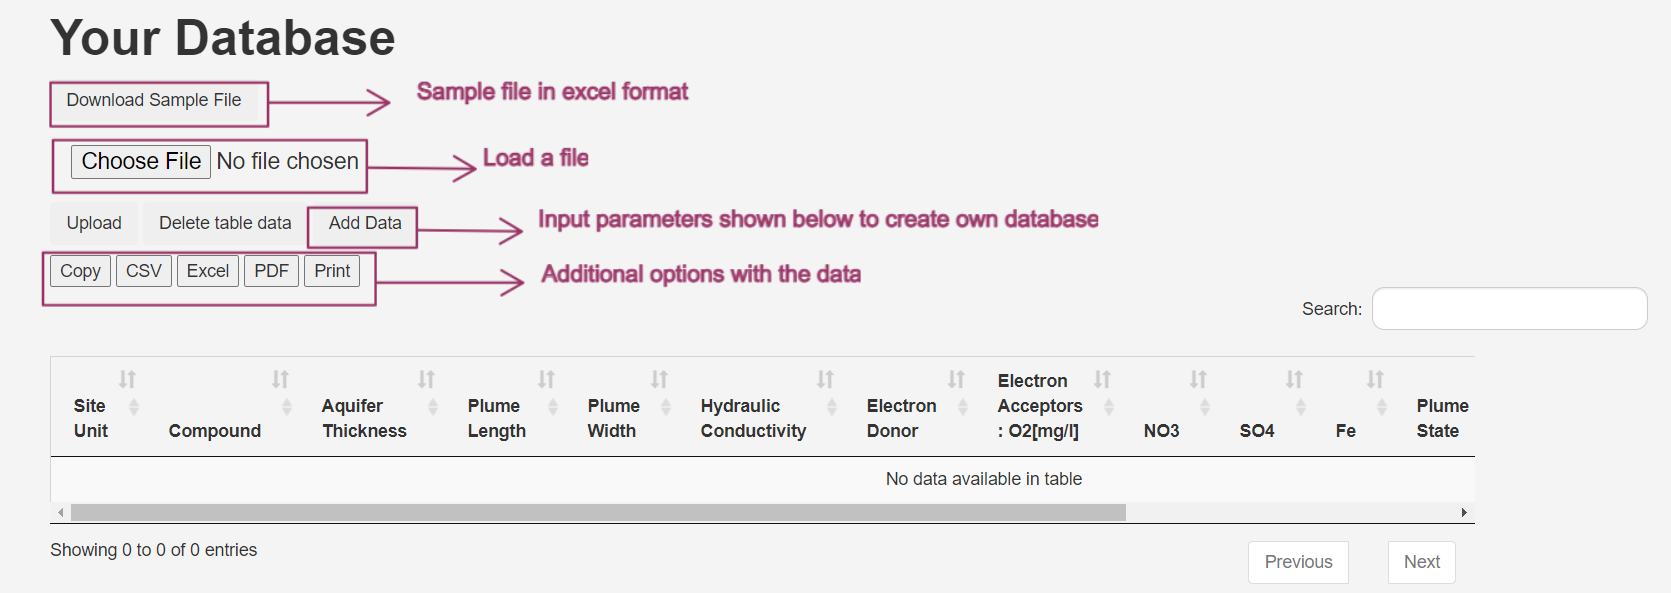 Your Database
Download Sample File
Sample file in excel format
Choose File No file chosen
Load a file
Upload Delete table data Add Data
Input parameters shown below to create own database
Copy CSV Excel PDF Print
Additional options with the data
Search:
Site Unit
Compound
Aquifer Thickness
Plume Length
Plume Width
Hydraulic Conductivity
Electron Donor
Electron Acceptors : O2[mg/l]
NO3
SO4
Fe
Plume State
No data available in table
Showing 0 to 0 of 0 entries
Previous Next